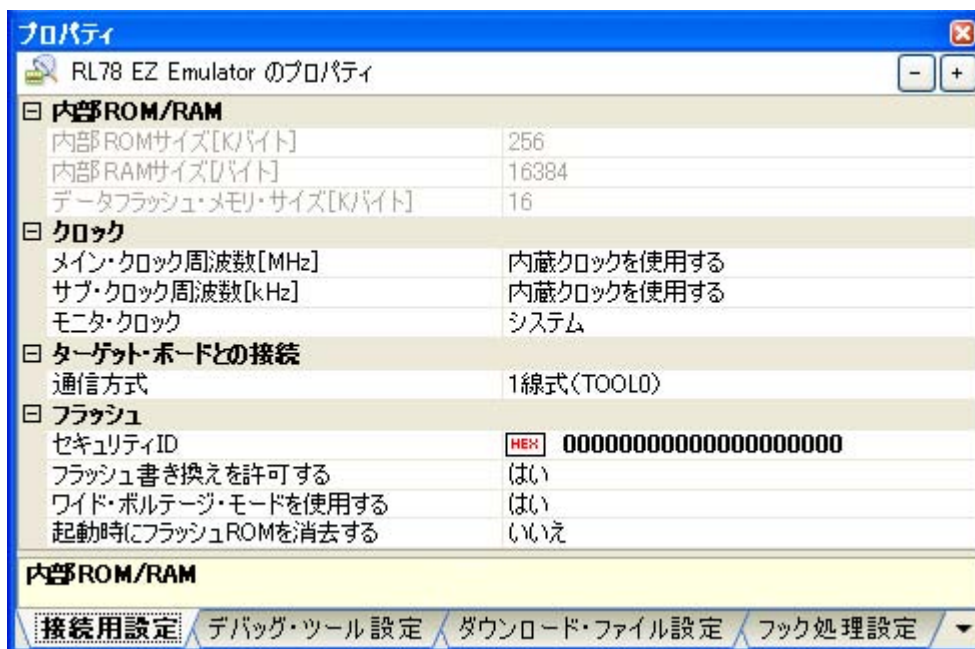 プロパティ
RL78 EZ Emulator のプロパティ
内部ROM/RAM
内部ROMサイズ[Kバイト] 256
内部RAMサイズ[バイト] 16384
データフラッシュ・メモリ・サイズ[Kバイト] 16
クロック
メイン・クロック周波数[MHz] 内蔵クロックを使用する
サブ・クロック周波数[kHz] 内蔵クロックを使用する
モニタ・クロック システム
ターゲット・ボードとの接続
通信方式 1線式(TOOL0)
フラッシュ
セキュリティID HEX 00000000000000000000
フラッシュ書き換えを許可する はい
ワイド・ボルテージ・モードを使用する はい
起動時にフラッシュROMを消去する いいえ
内部ROM/RAM
接続用設定 デバッグ・ツール設定 ダウンロード・ファイル設定 フック処理設定